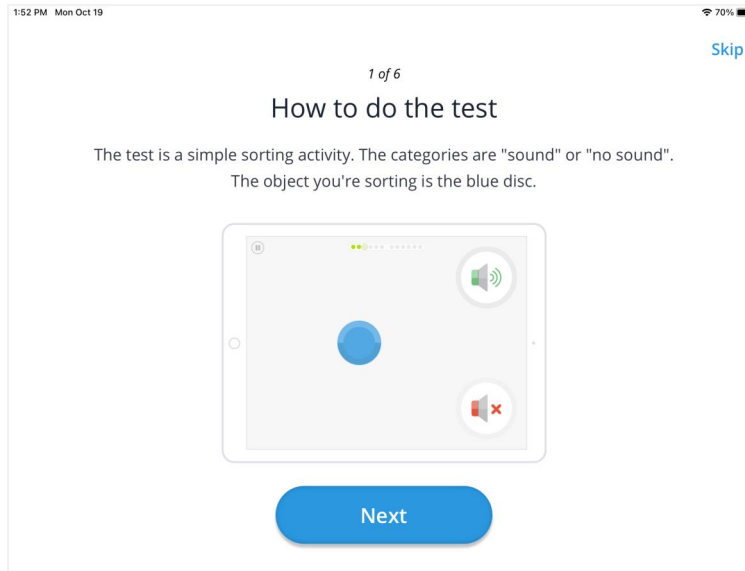 1:52 PM Mon Oct 19
70%
Skip
1 of 6
How to do the test
The test is a simple sorting activity. The categories are "sound" or "no sound".
The object you're sorting is the blue disc.
Next